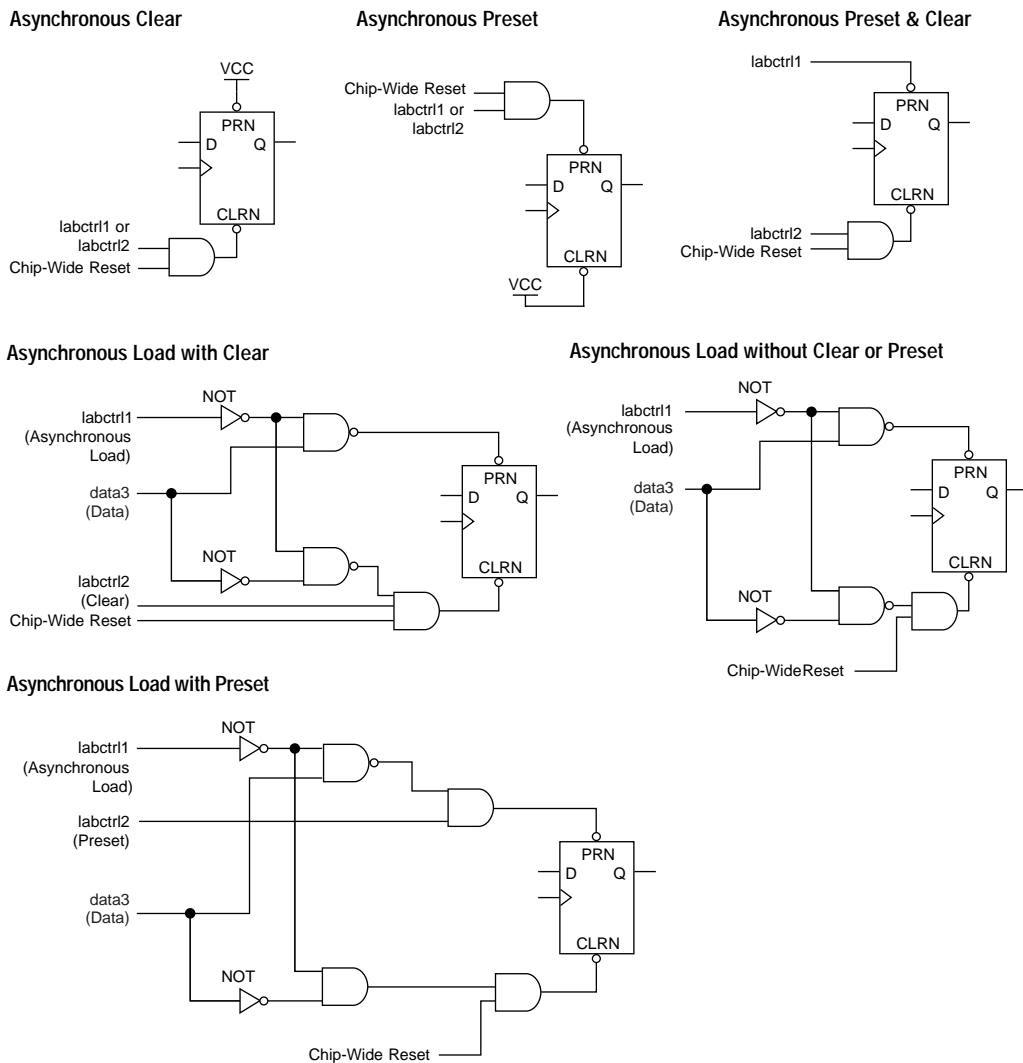 Asynchronous Clear
VCC
PRN
D
Q
CLRN
labctrl1 or
labctrl2
Chip-Wide Reset
Asynchronous Preset
Chip-Wide Reset
labctrl1 or
labctrl2
PRN
D
Q
CLRN
VCC
Asynchronous Preset & Clear
labctrl1
PRN
D
Q
CLRN
labctrl2
Chip-Wide Reset
Asynchronous Load with Clear
NOT
labctrl1
(Asynchronous
Load)
PRN
D
Q
data3
(Data)
NOT
CLRN
labctrl2
(Clear)
Chip-Wide Reset
Asynchronous Load without Clear or Preset
NOT
labctrl1
(Asynchronous
Load)
PRN
D
Q
data3
(Data)
NOT
CLRN
Chip-Wide Reset
Asynchronous Load with Preset
NOT
labctrl1
(Asynchronous
Load)
labctrl2
(Preset)
PRN
D
Q
data3
(Data)
CLRN
NOT
Chip-Wide Reset